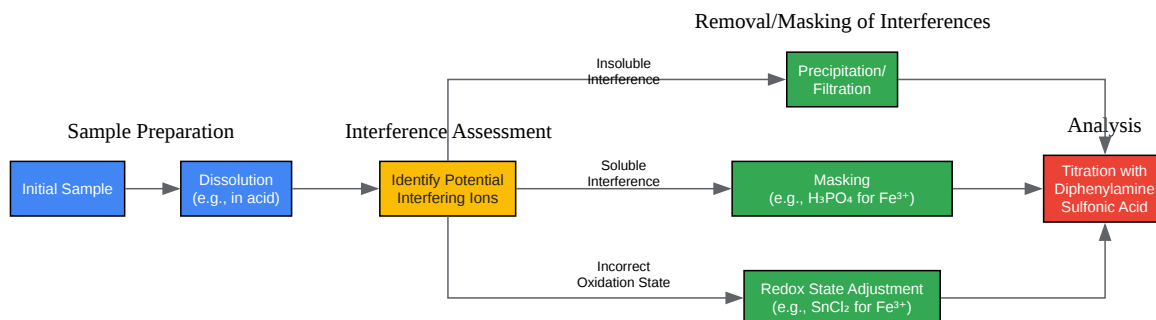 Removal/Masking of Interferences
Insoluble
Interference
Precipitation/
Filtration
Sample Preparation
Interference Assessment
Analysis
Initial Sample
Dissolution
(e.g., in acid)
Identify Potential
Interfering Ions
Soluble
Interference
Masking
(e.g., H₃PO₄ for Fe³⁺)
Titration with
Diphenylamine
Sulfonic Acid
Incorrect
Oxidation State
Redox State Adjustment
(e.g., SnCl₂ for Fe³⁺)